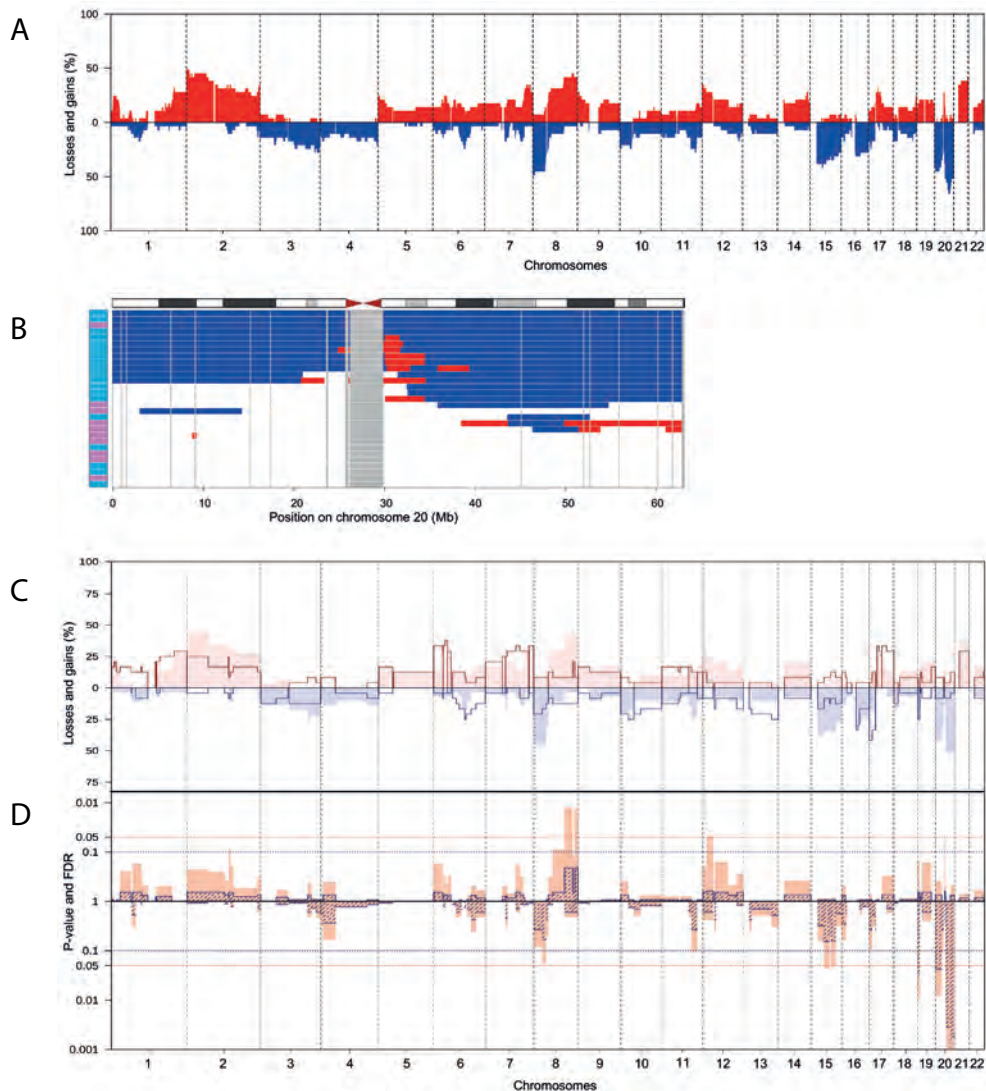 A
Losses and gains (%)
100
50
0
50
100
1 2 3 4 5 6 7 8 9 10 11 12 13 14 15 16 17 18 19 20 21 22
Chromosomes
B
0 10 20 30 40 50 60
Position on chromosome 20 (Mb)
C
Losses and gains (%)
100
75
50
25
0
25
50
75
D
P-value and FDR
0.01
0.05
0.1
1
0.1
0.05
0.01
0.001
1 2 3 4 5 6 7 8 9 10 11 12 13 14 15 16 17 18 19 20 21 22
Chromosomes